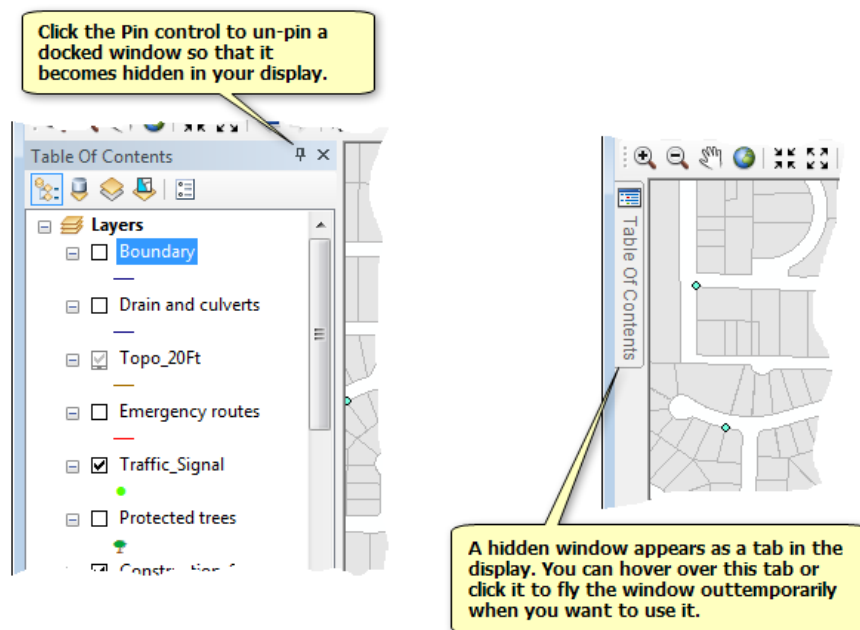 Click the Pin control to un-pin a
docked window so that it
becomes hidden in your display.
Table Of Contents
Layers
Boundary
Drain and culverts
Topo_20Ft
Emergency routes
Traffic_Signal
Protected trees
Table Of Contents
A hidden window appears as a tab in the
display. You can hover over this tab or
click it to fly the window outtemporarily
when you want to use it.